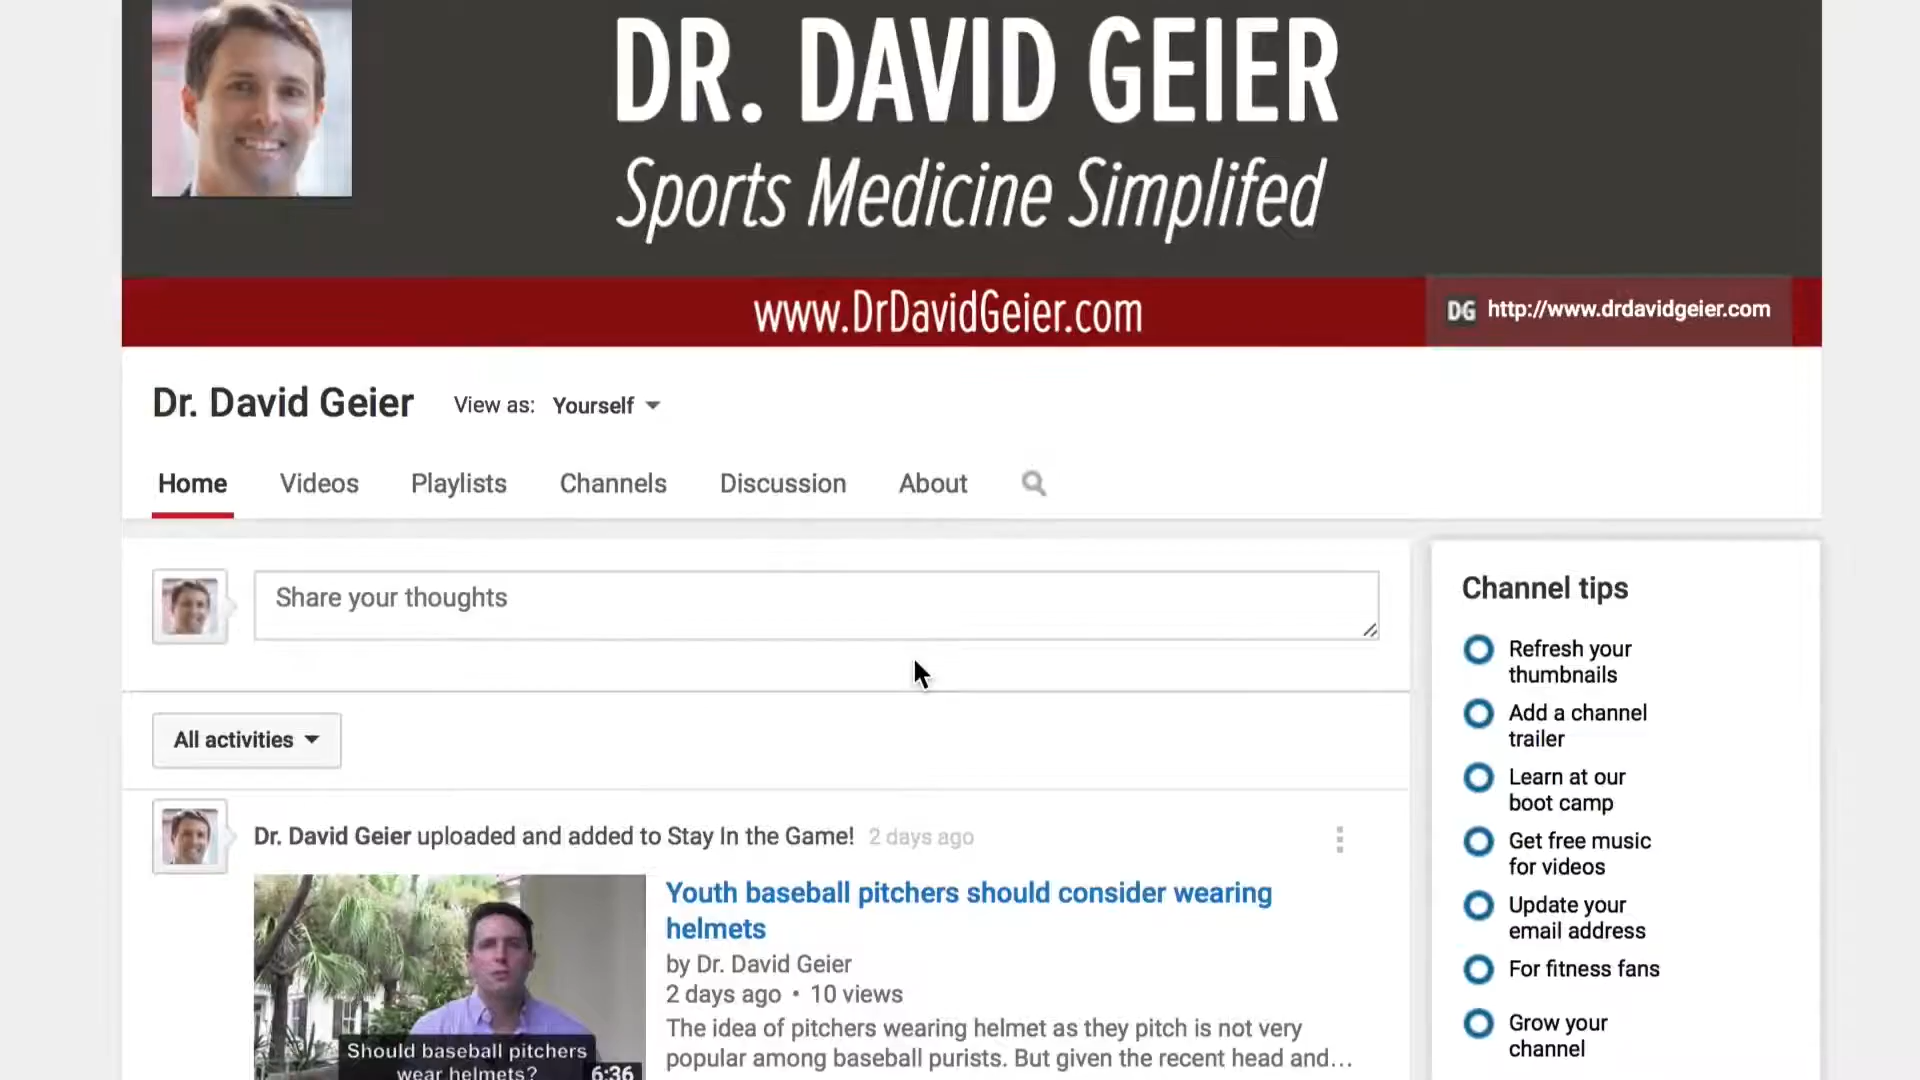 DR. DAVID GEIER
Sports Medicine Simplifed
www.DrDavidGeier.com
DG http://www.drdavidgeier.com
Dr. David Geier View as: Yourself
Home Videos Playlists Channels Discussion About
Share your thoughts
All activities
Dr. David Geier uploaded and added to Stay In the Game! 2 days ago
Youth baseball pitchers should consider wearing
helmets
by Dr. David Geier
2 days ago • 10 views
The idea of pitchers wearing helmet as they pitch is not very
popular among baseball purists. But given the recent head and...
Should baseball pitchers
wear helmets?
6:36
Channel tips
Refresh your
thumbnails
Add a channel
trailer
Learn at our
boot camp
Get free music
for videos
Update your
email address
For fitness fans
Grow your
channel